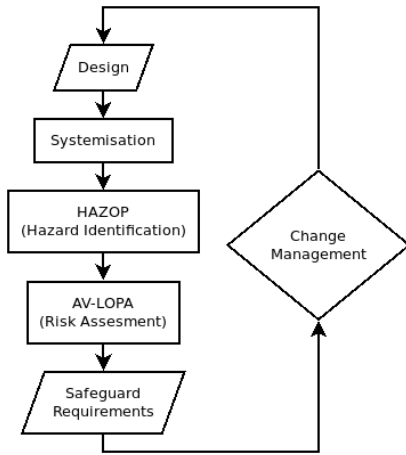 Design
Systemisation
HAZOP
(Hazard Identification)
AV-LOPA
(Risk Assesment)
Safeguard
Requirements
Change
Management